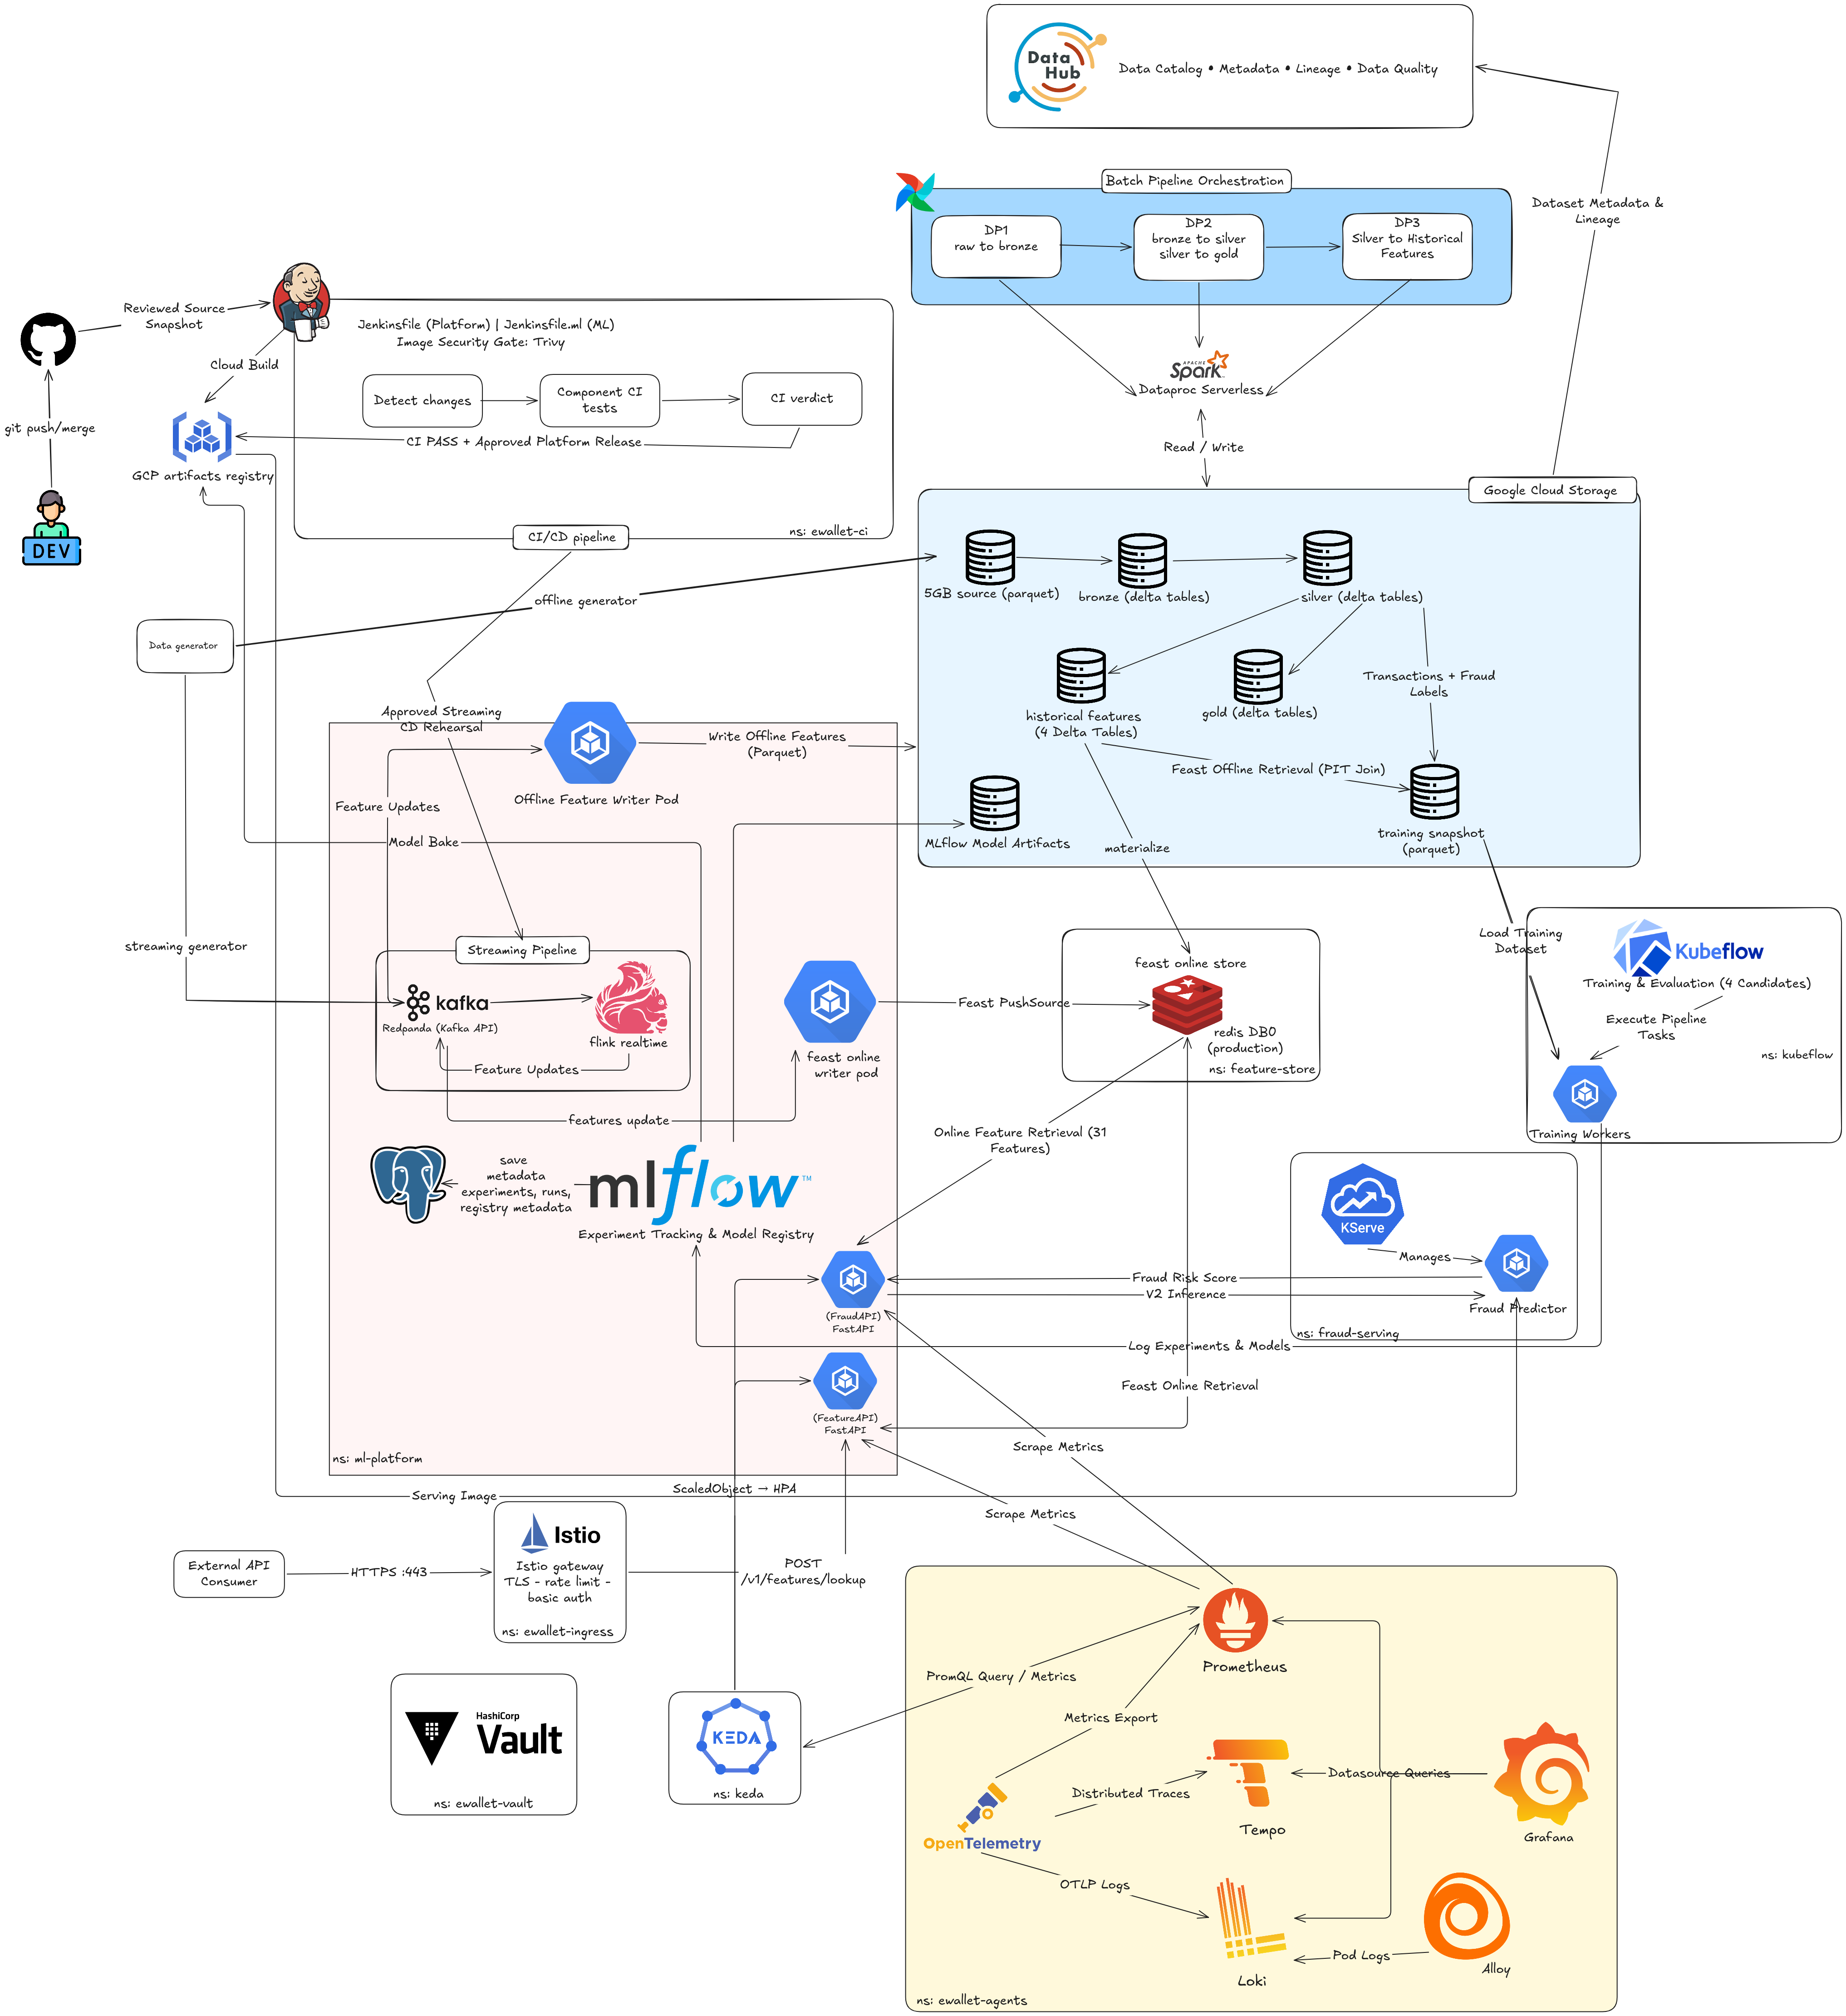 Data
Hub
Data Catalog • Metadata • Lineage • Data Quality
Batch Pipeline Orchestration
DP1
raw to bronze
DP2
bronze to silver
silver to gold
DP3
Silver to Historical
Features
Dataset Metadata &
Lineage
Reviewed Source
Snapshot
Jenkinsfile (Platform) | Jenkinsfile.ml (ML)
Image Security Gate: Trivy
Cloud Build
Detect changes
Component CI
tests
CI verdict
CI PASS + Approved Platform Release
git push/merge
GCP artifacts registry
DEV
CI/CD pipeline
ns: ewallet-ci
APACHE
Spark
Dataproc Serverless
Read / Write
Google Cloud Storage
5GB source (parquet)
bronze (delta tables)
silver (delta tables)
offline generator
Data generator
historical features
(4 Delta Tables)
gold (delta tables)
Transactions + Fraud
Labels
Approved Streaming
CD Rehearsal
Write Offline Features
(Parquet)
Feast Offline Retrieval (PIT Join)
Offline Feature Writer Pod
Feature Updates
Model Bake
MLflow Model Artifacts
materialize
training snapshot
(parquet)
streaming generator
Streaming Pipeline
kafka
Redpanda (Kafka API)
flink realtime
Feature Updates
features update
feast online
writer pod
Feast PushSource
feast online store
redis DB0
(production)
ns: feature-store
Load Training
Dataset
Kubeflow
Training & Evaluation (4 Candidates)
Execute Pipeline
Tasks
ns: kubeflow
Training Workers
Online Feature Retrieval (31
Features)
save
metadata
experiments, runs,
registry metadata
mlflow™
Experiment Tracking & Model Registry
KServe
Manages
Fraud Predictor
ns: fraud-serving
Fraud Risk Score
V2 Inference
(FraudAPI)
FastAPI
Log Experiments & Models
Feast Online Retrieval
(FeatureAPI)
FastAPI
ns: ml-platform
Scrape Metrics
Serving Image
ScaledObject → HPA
Scrape Metrics
External API
Consumer
HTTPS :443
Istio
Istio gateway
TLS - rate limit -
basic auth
ns: ewallet-ingress
POST
/v1/features/lookup
HashiCorp
Vault
ns: ewallet-vault
KEDA
ns: keda
PromQL Query / Metrics
Prometheus
Metrics Export
Distributed Traces
OpenTelemetry
Tempo
Datasource Queries
Grafana
OTLP Logs
Loki
Pod Logs
Alloy
ns: ewallet-agents